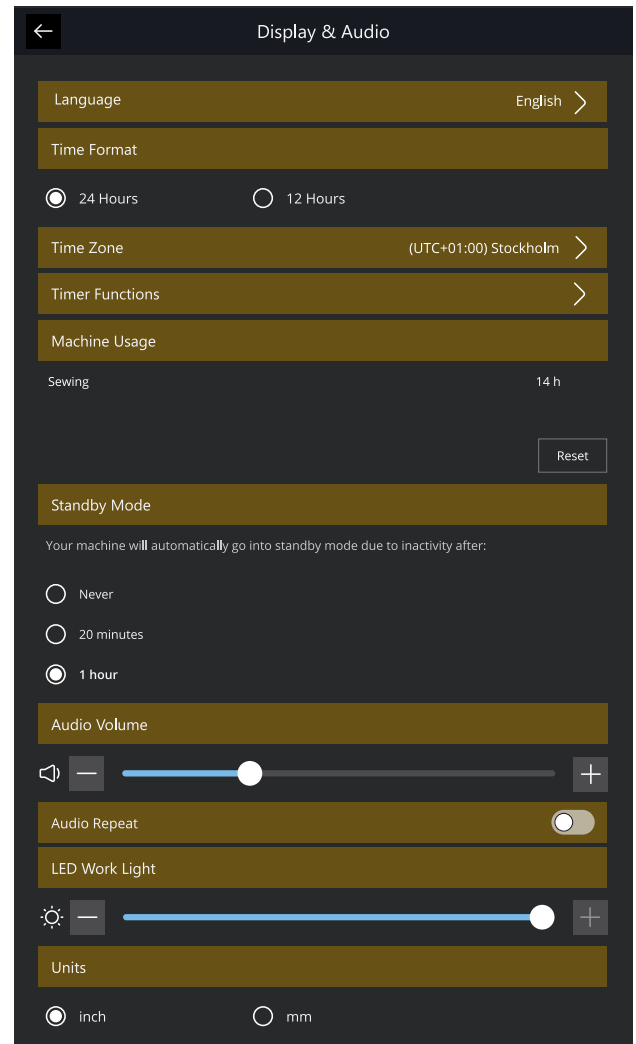 Display & Audio
Language English
Time Format
24 Hours 12 Hours
Time Zone (UTC+01:00) Stockholm
Timer Functions
Machine Usage
Sewing 14 h
Reset
Standby Mode
Your machine will automatically go into standby mode due to inactivity after:
Never
20 minutes
1 hour
Audio Volume
Audio Repeat
LED Work Light
Units
inch mm